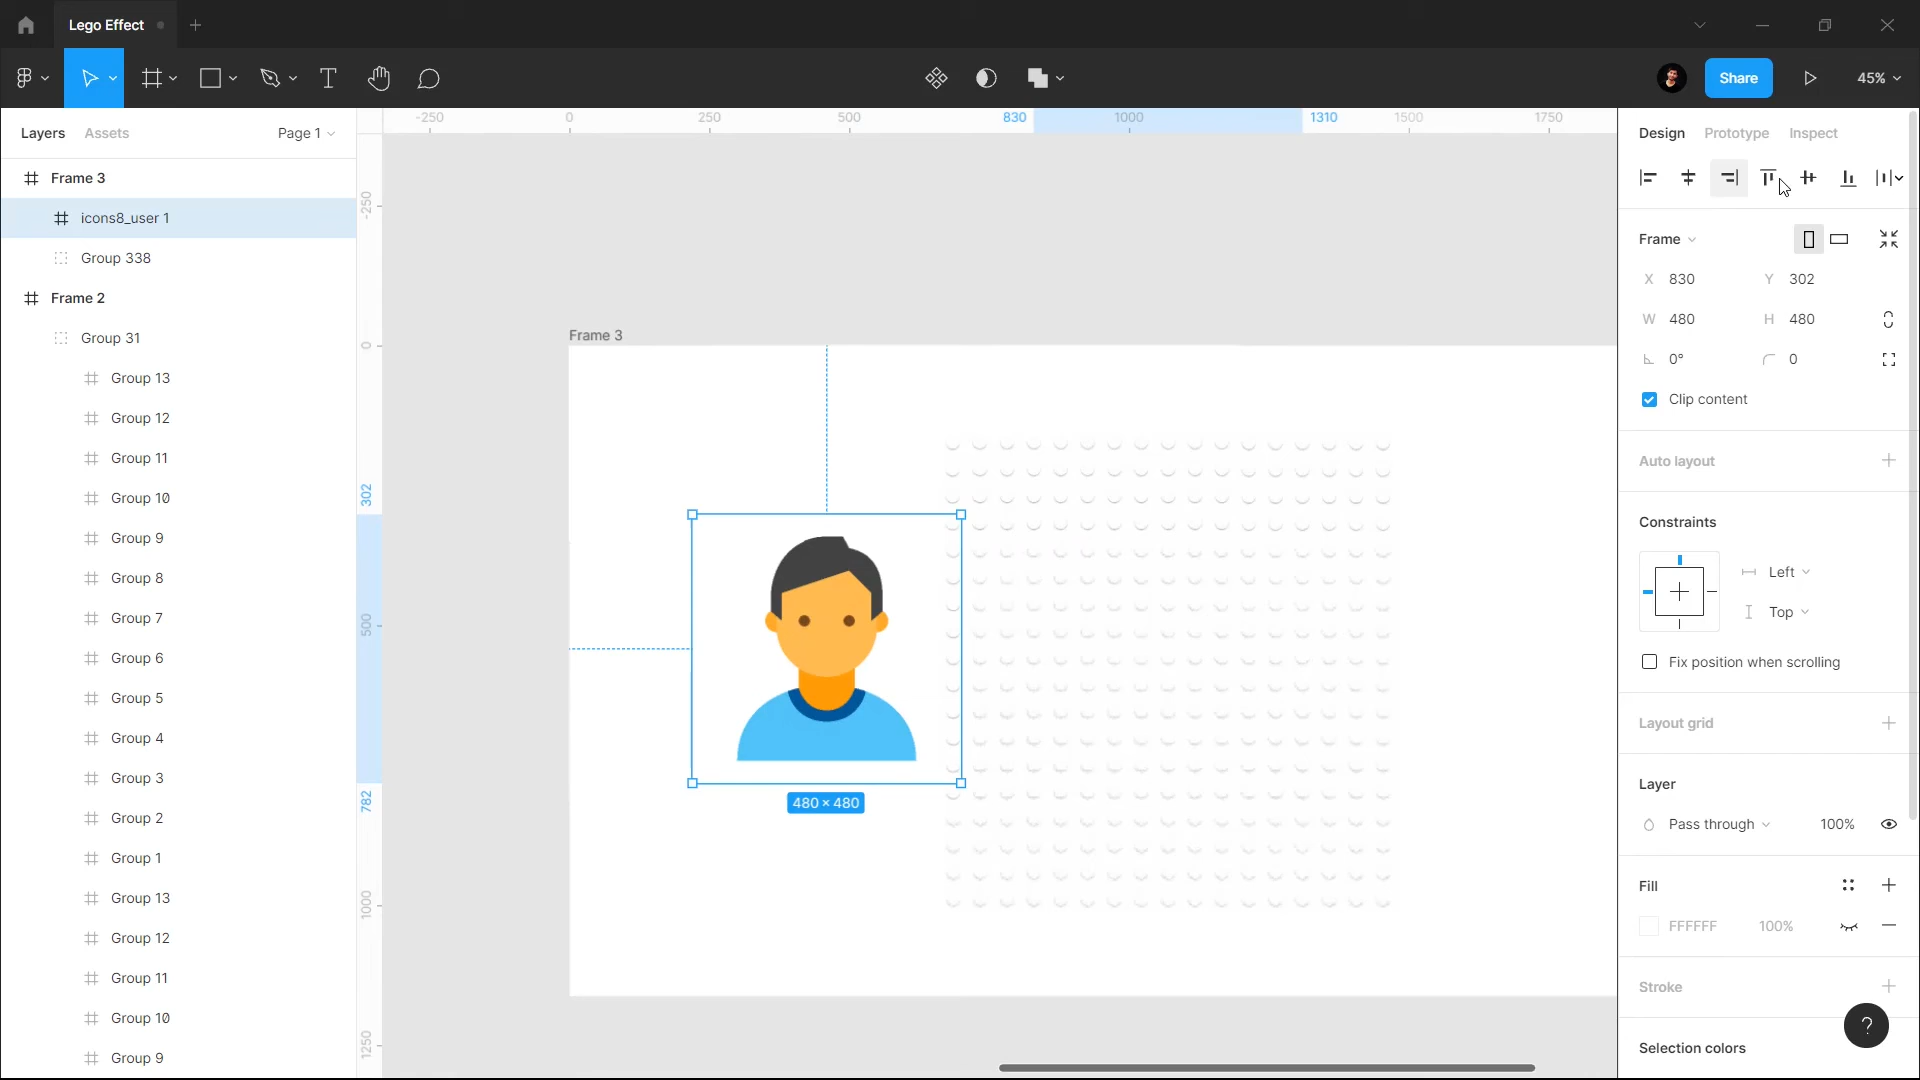 Lego Effect
Share
45%
Layers Assets Page 1
Frame 3
icons8_user 1
Group 338
Frame 2
Group 31
Group 13
Group 12
Group 11
Group 10
Group 9
Group 8
Group 7
Group 6
Group 5
Group 4
Group 3
Group 2
Group 1
Group 13
Group 12
Group 11
Group 10
Group 9
-250 0 250 500 830 1000 1310 1500 1750
-250
0
302
500
782
1000
1250
Frame 3
480 × 480
Design Prototype Inspect
Frame
X 830 Y 302
W 480 H 480
0° 0
Clip content
Auto layout
Constraints
Left
Top
Fix position when scrolling
Layout grid
Layer
Pass through 100%
Fill
FFFFFF 100%
Stroke
?
Selection colors